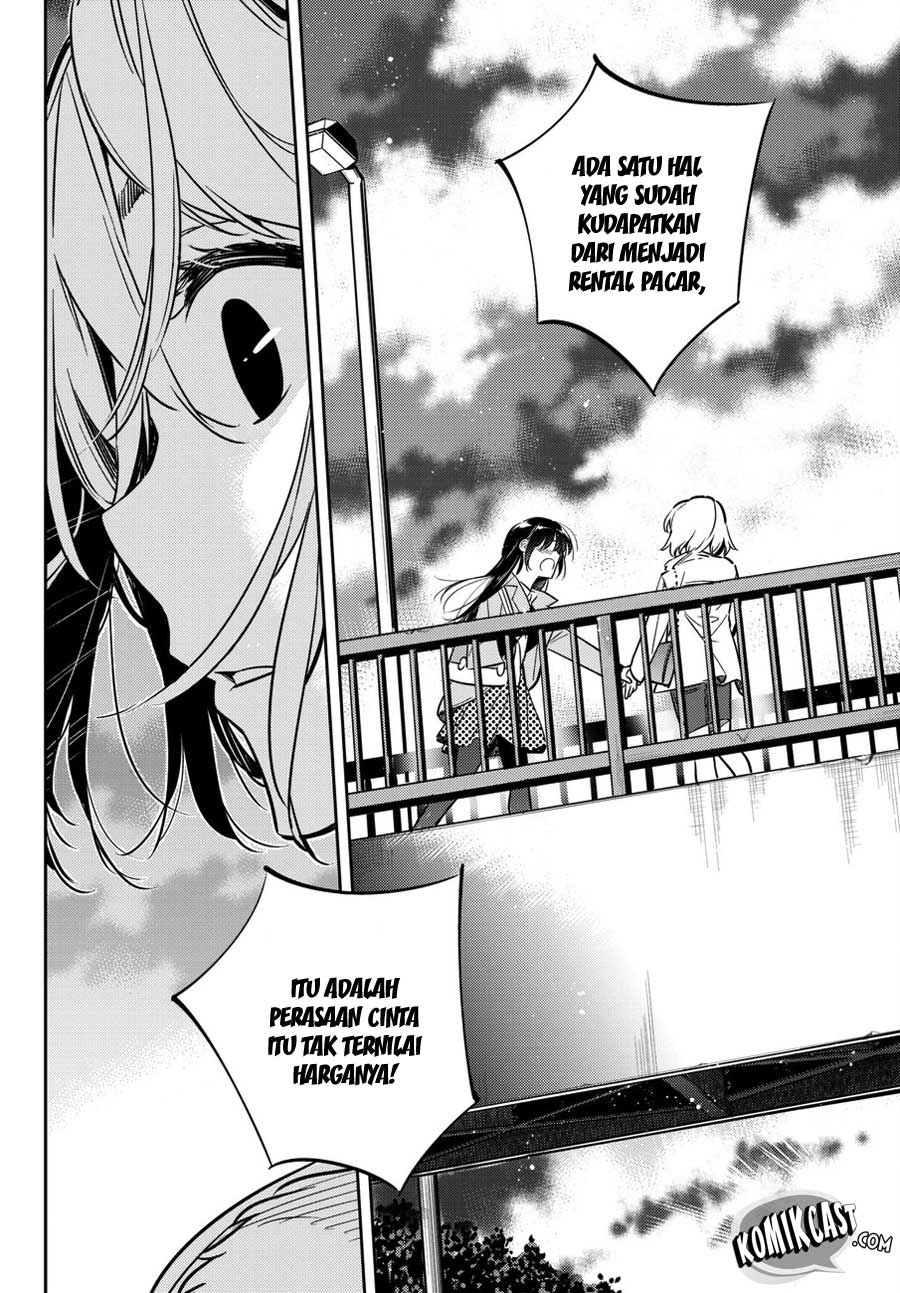 ADA SATU HAL
YANG SUDAH
KUDAPATKAN
DARI MENJADI
RENTAL PACAR,
ITU ADALAH
PERASAAN CINTA
ITU TAK TERNILAI
HARGANYA!
KOMIKCAST
.COM